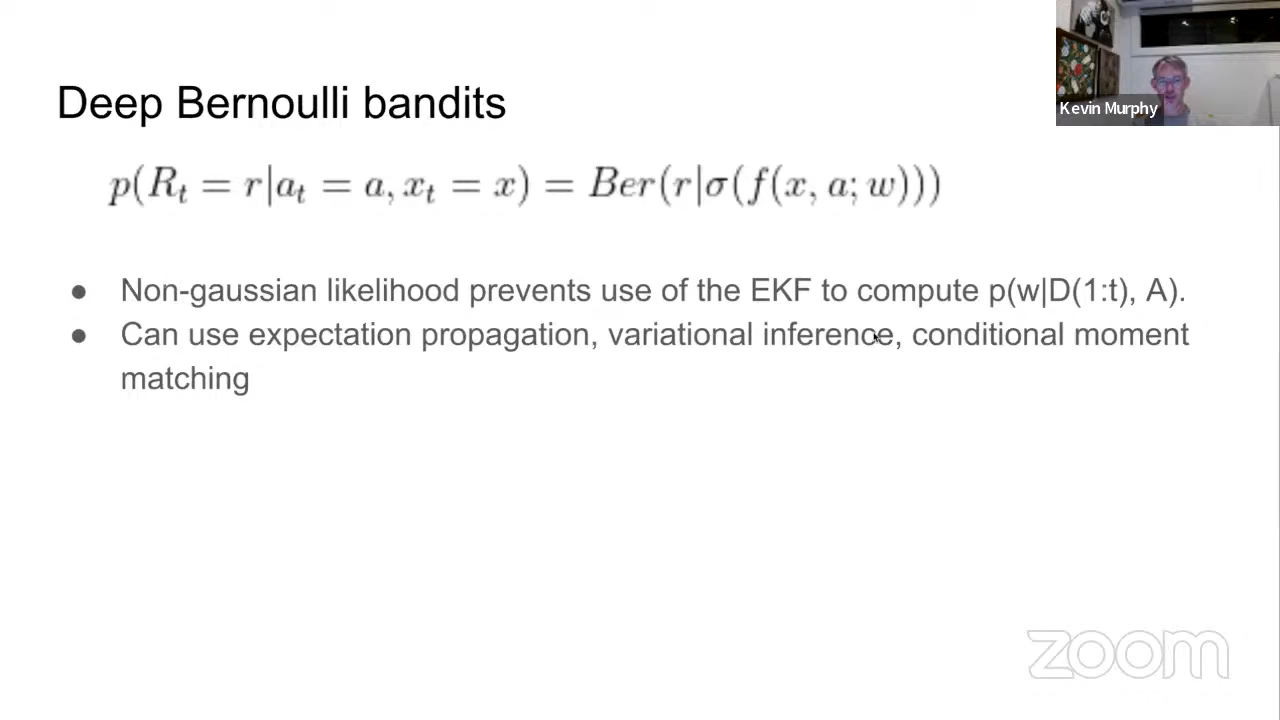 Kevin Murphy
Deep Bernoulli bandits
p(R_t = r|a_t = a, x_t = x) = Ber(r|σ(f(x, a; w)))
● Non-gaussian likelihood prevents use of the EKF to compute p(w|D(1:t), A).
● Can use expectation propagation, variational inference, conditional moment
matching
zoom